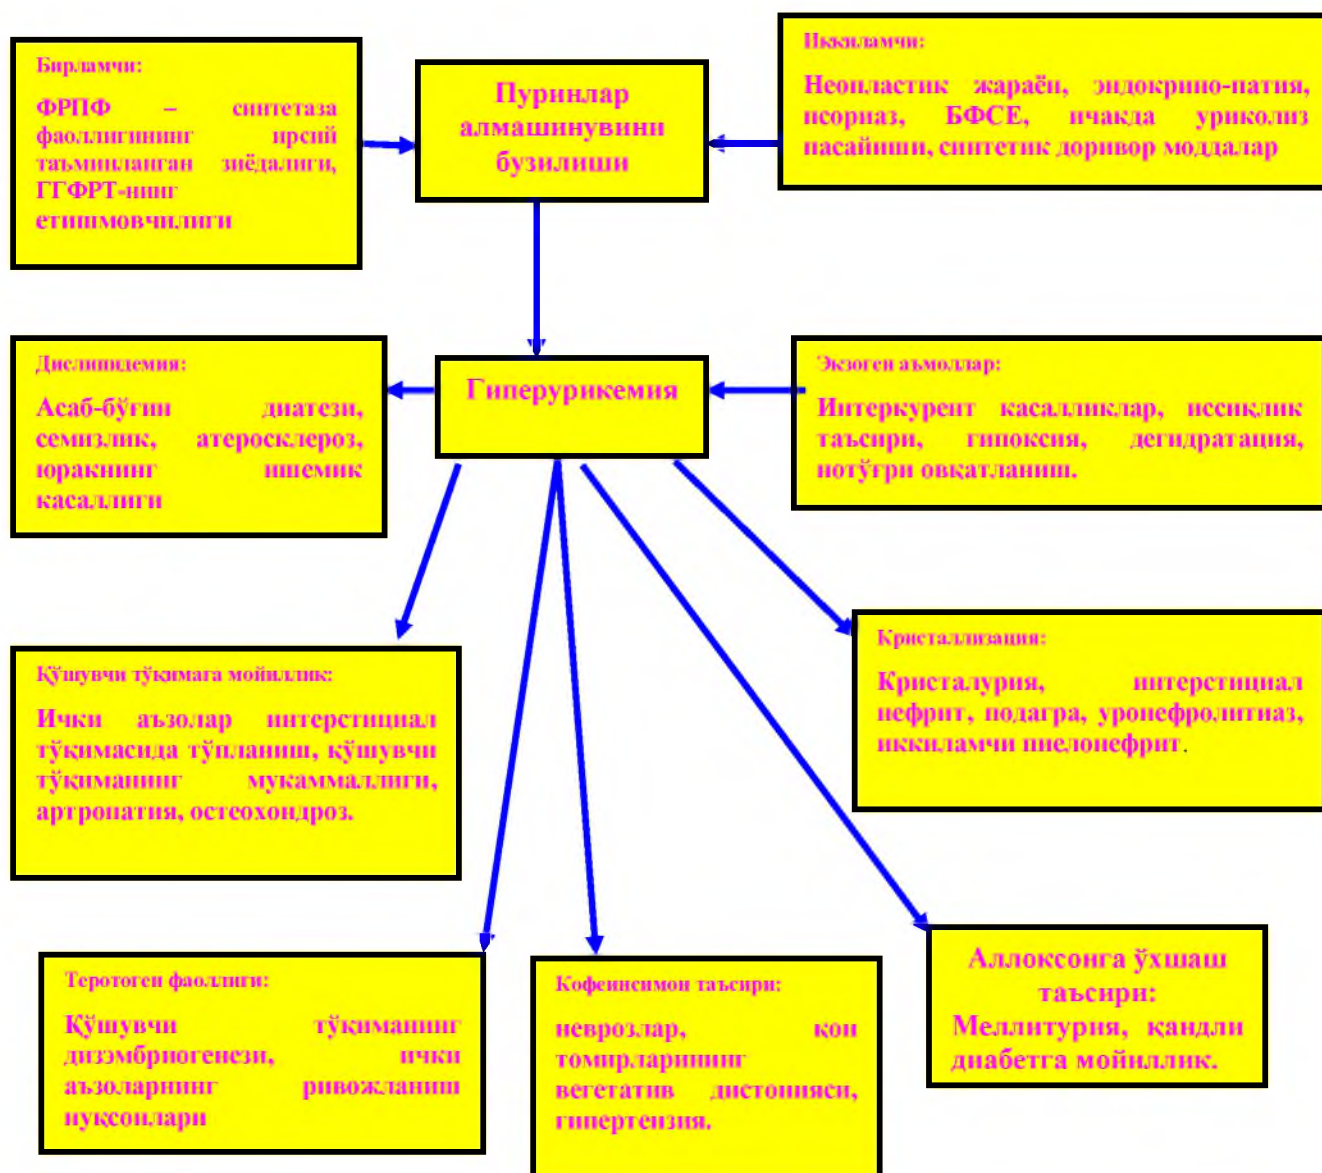 Бирламчи:
ФРПФ – синтетаза
фаоллигининг ирсий
таъминланган зиёдалиги,
ГГФРТ-нинг
етишмовчилиги
Пуринлар
алмашинувини
бузилиши
Иккиламчи:
Неопластик жараён, эндокрино-патия,
псориаз, БФСЕ, ичакда уриколиз
пасайиши, синтетик доривор моддалар
Дислипидемия:
Асаб-бўғин диатези,
семизлик, атеросклероз,
юракнинг ишемик
касаллиги
Гиперурикемия
Экзоген аъмоллар:
Интеркурент касалликлар, иссиқлик
таъсири, гипоксия, дегидратация,
нотўғри овқатланиш.
Қўшувчи тўқимага мойиллик:
Ички аъзолар интерстициал
тўқимасида тўпланиш, қўшувчи
тўқиманинг мукаммаллиги,
артропатия, остеохондроз.
Кристаллизация:
Кристалурия, интерстициал
нефрит, подагра, уронефролитиаз,
иккиламчи пиелонефрит.
Теротоген фаоллиги:
Қўшувчи тўқиманинг
дизэмбриогенези, ички
аъзоларнинг ривожланиш
нуқсонлари
Кофеинсимон таъсири:
неврозлар, қон
томирларининг
вегетатив дистонияси,
гипертензия.
Аллоксонга ўхшаш
таъсири:
Меллитурия, қандли
диабетга мойиллик.